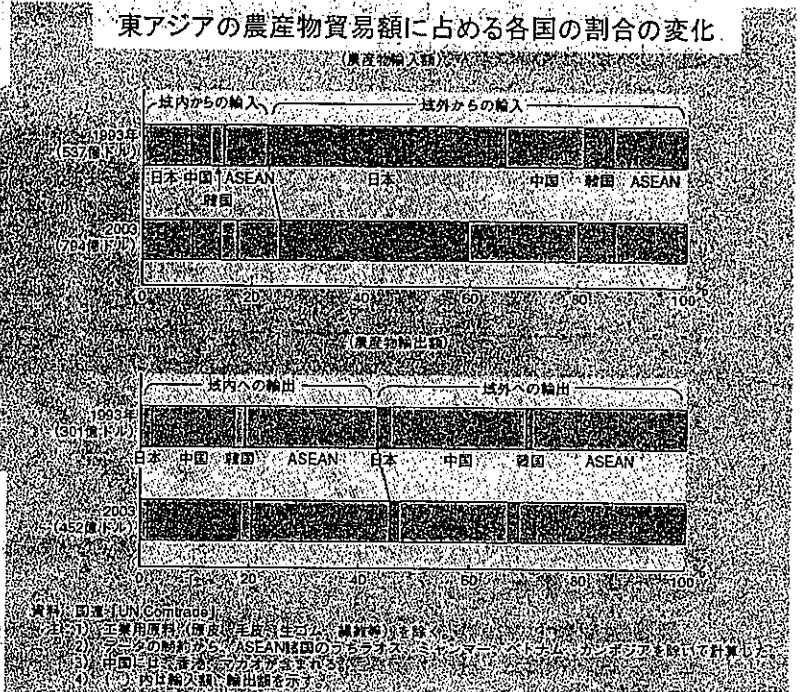 東アジアの農産物貿易額に占める各国の割合の変化
(農産物輸入額)
域内からの輸入 域外からの輸入
1993年
(537億ドル)
日本 中国 ASEAN 日本 中国 韓国 ASEAN
韓国
2003
(794億ドル)
0 20 40 60 80 100
(農産物輸出額)
域内への輸出 域外への輸出
1993年
(301億ドル)
日本 中国 韓国 ASEAN 日本 中国 韓国 ASEAN
2003
(452億ドル)
0 20 40 60 80 100
資料 国連「UN Comtrade」
注 1) 工業用原料 (原皮、毛皮、生ゴム、繊維等) を除く
2) データの制約から、ASEAN諸国のうちラオス、ミャンマー、ベトナム、カンボジアを除いて計算した
3) 中国には、香港、マカオが含まれる
4) ( ) 内は輸入額、輸出額を示す